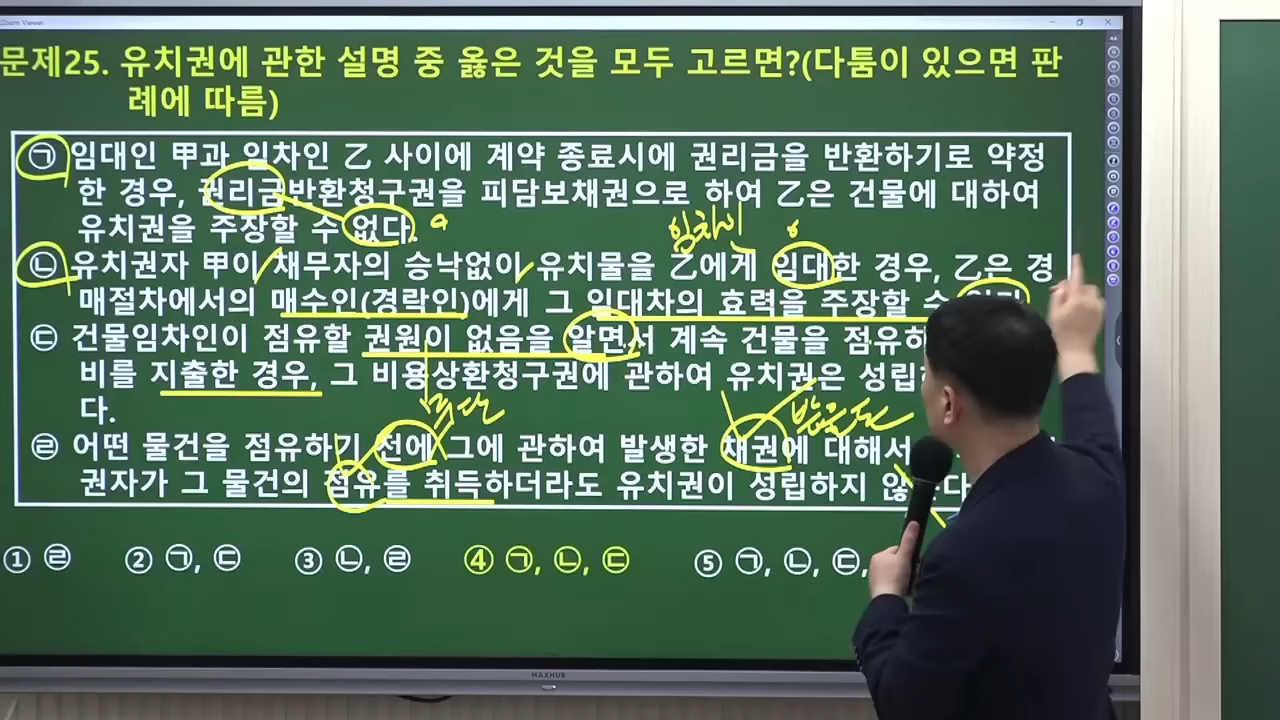 Zoom Viewer
문제25. 유치권에 관한 설명 중 옳은 것을 모두 고르면?(다툼이 있으면 판
례에 따름)
㉠ 임대인 甲과 임차인 乙 사이에 계약 종료시에 권리금을 반환하기로 약정
한 경우, 권리금반환청구권을 피담보채권으로 하여 乙은 건물에 대하여
유치권을 주장할 수 없다.
임차인
㉡ 유치권자 甲이 채무자의 승낙없이 유치물을 乙에게 임대한 경우, 乙은 경
매절차에서의 매수인(경락인)에게 그 임대차의 효력을 주장할 수
㉢ 건물임차인이 점유할 권원이 없음을 알면서 계속 건물을 점유하
비를 지출한 경우, 그 비용상환청구권에 관하여 유치권은 성립
다.
㉣ 어떤 물건을 점유하기 전에 그에 관하여 발생한 채권에 대해서
권자가 그 물건의 점유를 취득하더라도 유치권이 성립하지 않는다
① ㉣ ② ㉠, ㉢ ③ ㉡, ㉣ ④ ㉠, ㉡, ㉢ ⑤ ㉠, ㉡, ㉢,
MAXHUB